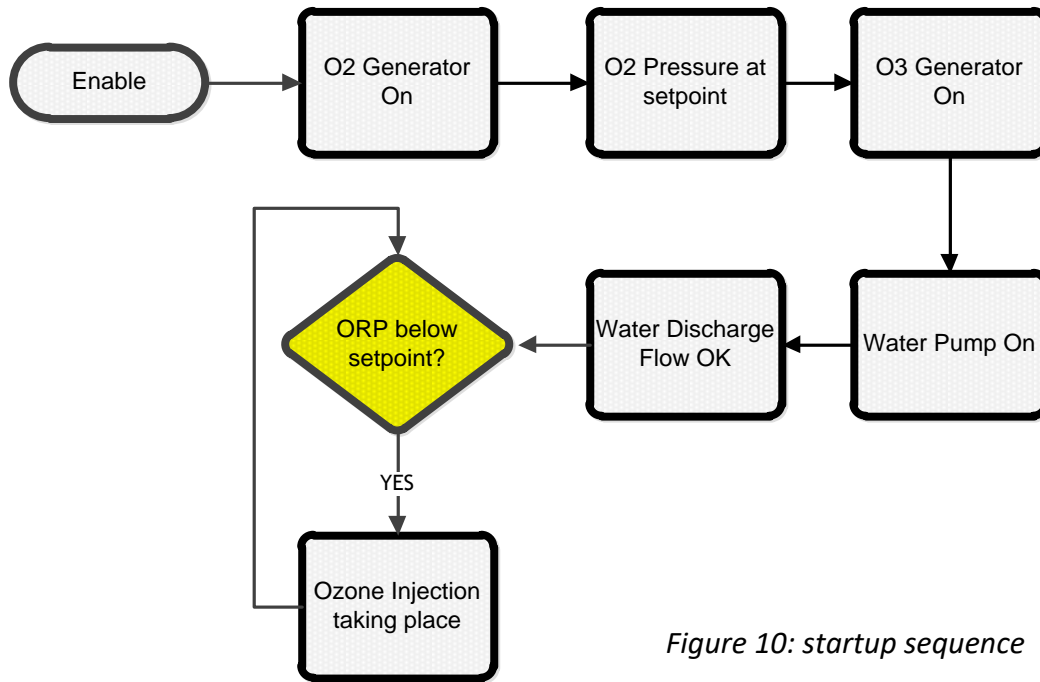 Enable
O2 Generator
On
O2 Pressure at
setpoint
O3 Generator
On
Water Pump On
Water Discharge
Flow OK
ORP below
setpoint?
YES
Ozone Injection
taking place
Figure 10: startup sequence